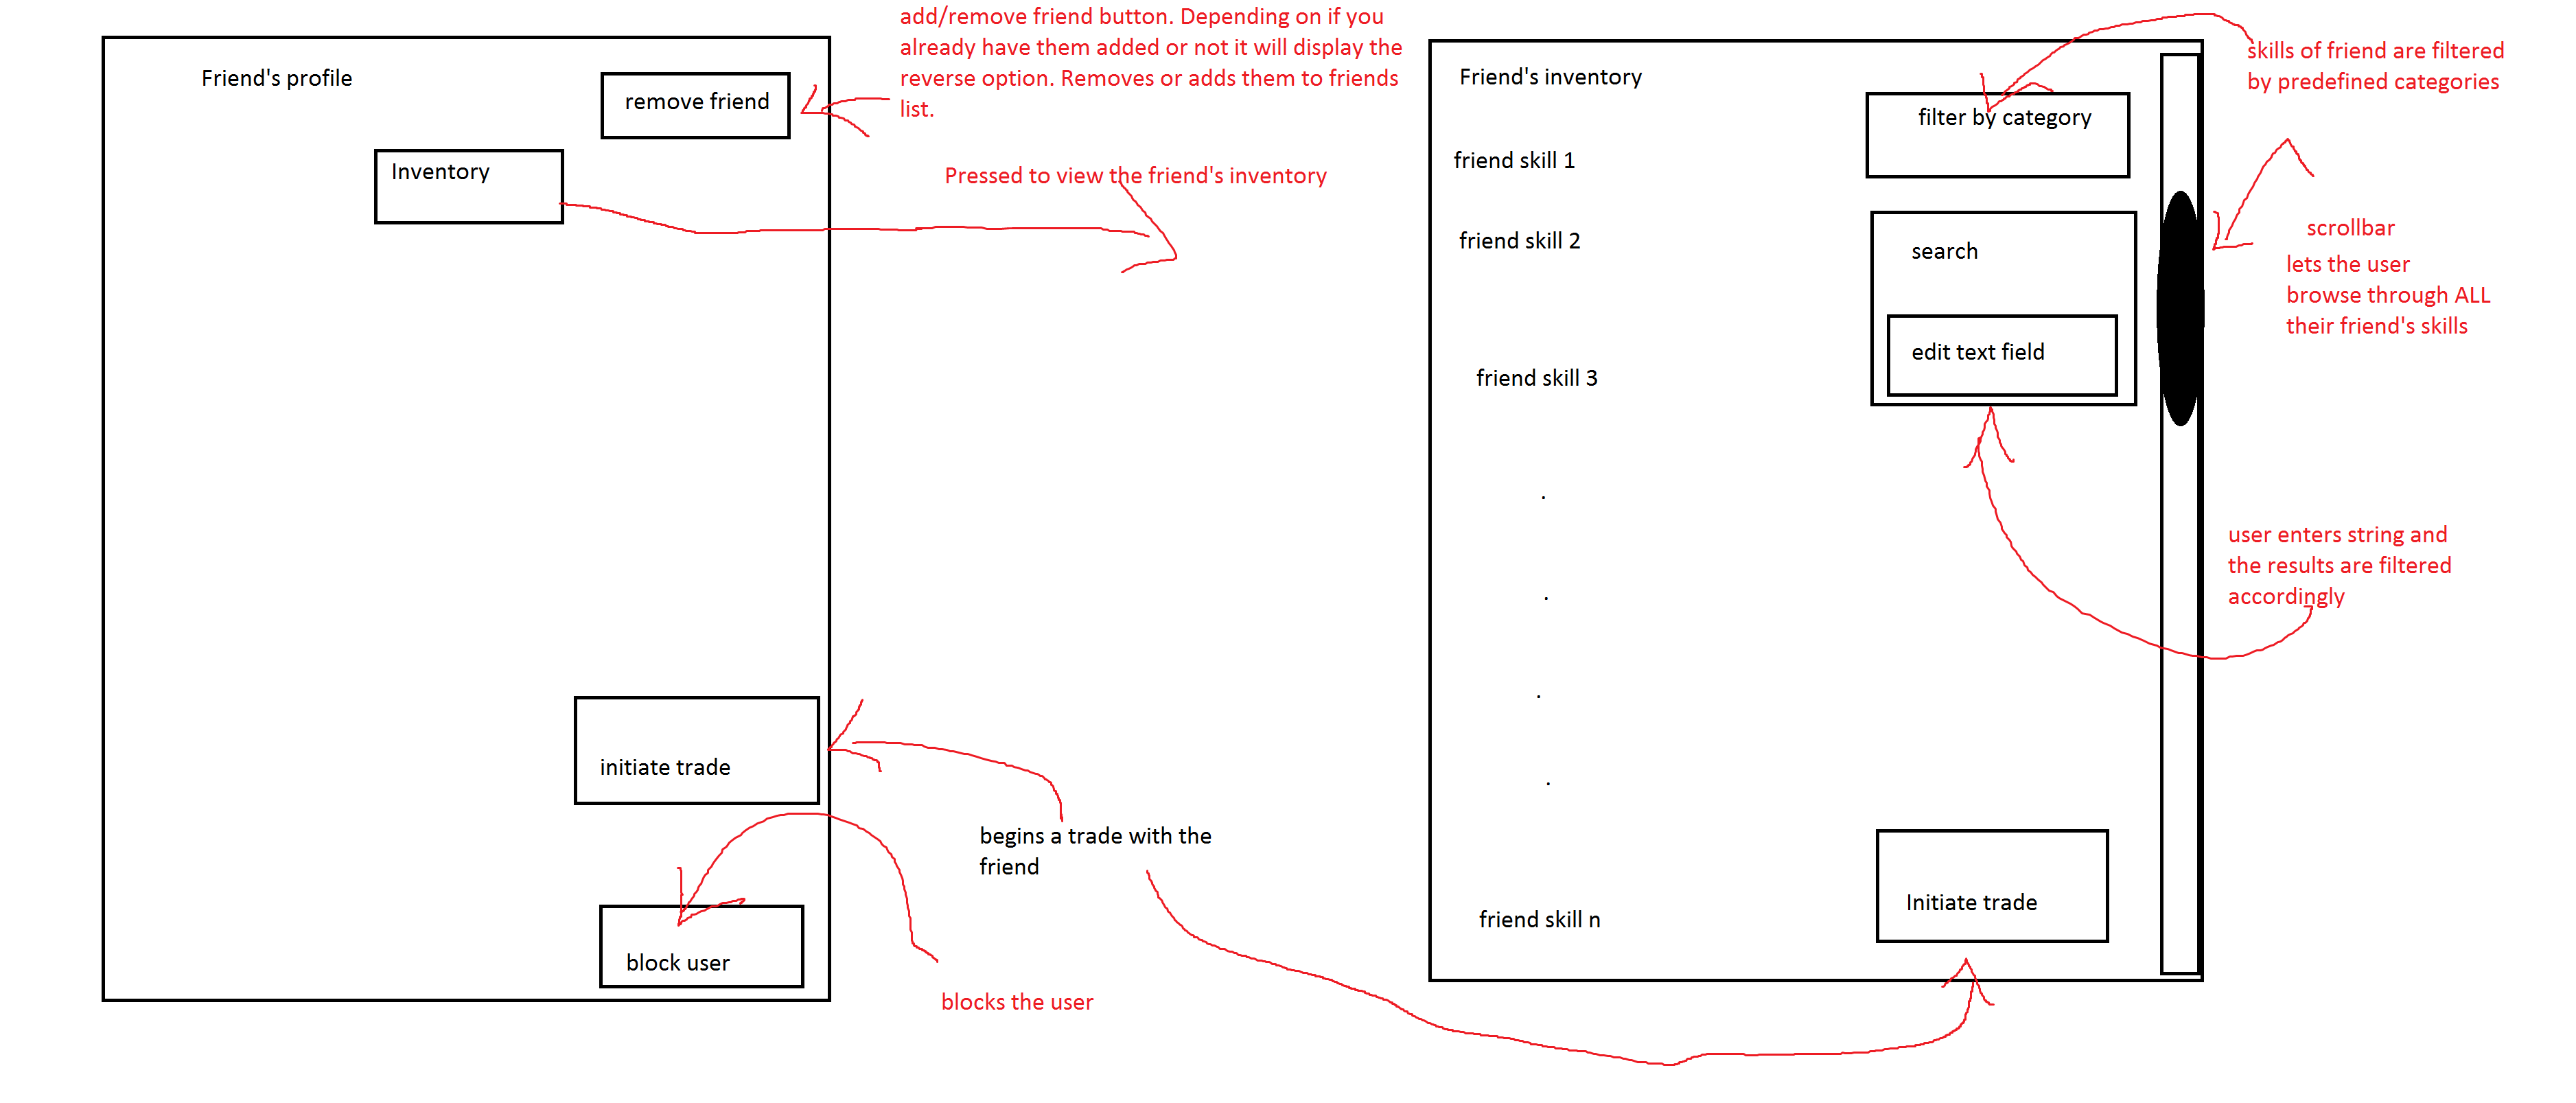 add/remove friend button. Depending on if you
already have them added or not it will display the
reverse option. Removes or adds them to friends
list.
Friend's profile
remove friend
Inventory
Pressed to view the friend's inventory
initiate trade
begins a trade with the
friend
block user
blocks the user
Friend's inventory
skills of friend are filtered
by predefined categories
filter by category
friend skill 1
friend skill 2
search
scrollbar
lets the user
browse through ALL
their friend's skills
edit text field
friend skill 3
.
.
.
.
user enters string and
the results are filtered
accordingly
Initiate trade
friend skill n